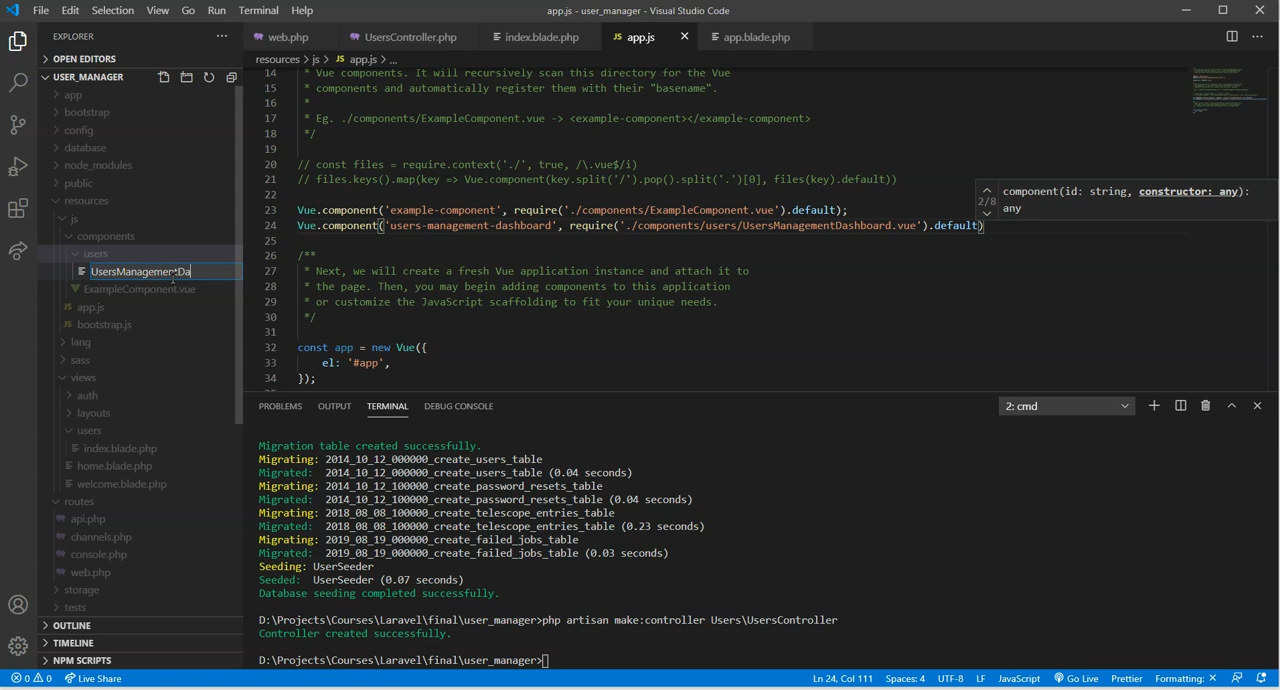 File Edit Selection View Go Run Terminal Help
app.js - user_manager - Visual Studio Code
EXPLORER
OPEN EDITORS
USER_MANAGER
app
bootstrap
config
database
node_modules
public
resources
js
components
users
UsersManagementDa
ExampleComponent.vue
JS app.js
JS bootstrap.js
lang
sass
views
auth
layouts
users
index.blade.php
home.blade.php
welcome.blade.php
routes
api.php
channels.php
console.php
web.php
storage
tests
OUTLINE
TIMELINE
NPM SCRIPTS
web.php UsersController.php index.blade.php JS app.js app.blade.php
resources > js > JS app.js > ...
14 * Vue components. It will recursively scan this directory for the Vue
15 * components and automatically register them with their "basename".
16 *
17 * Eg. ./components/ExampleComponent.vue -> <example-component></example-component>
18 */
19
20 // const files = require.context('./', true, /\.vue$/i)
21 // files.keys().map(key => Vue.component(key.split('/').pop().split('.')[0], files(key).default))
22
23 Vue.component('example-component', require('./components/ExampleComponent.vue').default);
24 Vue.component('users-management-dashboard', require('./components/users/UsersManagementDashboard.vue').default)
25
26 /**
27 * Next, we will create a fresh Vue application instance and attach it to
28 * the page. Then, you may begin adding components to this application
29 * or customize the JavaScript scaffolding to fit your unique needs.
30 */
31
32 const app = new Vue({
33 el: '#app',
34 });
2/8
component(id: string, constructor: any):
any
PROBLEMS OUTPUT TERMINAL DEBUG CONSOLE 2: cmd
Migration table created successfully.
Migrating: 2014_10_12_000000_create_users_table
Migrated: 2014_10_12_000000_create_users_table (0.04 seconds)
Migrating: 2014_10_12_100000_create_password_resets_table
Migrated: 2014_10_12_100000_create_password_resets_table (0.04 seconds)
Migrating: 2018_08_08_100000_create_telescope_entries_table
Migrated: 2018_08_08_100000_create_telescope_entries_table (0.23 seconds)
Migrating: 2019_08_19_000000_create_failed_jobs_table
Migrated: 2019_08_19_000000_create_failed_jobs_table (0.03 seconds)
Seeding: UserSeeder
Seeded: UserSeeder (0.07 seconds)
Database seeding completed successfully.
D:\Projects\Courses\Laravel\final\user_manager>php artisan make:controller Users\UsersController
Controller created successfully.
D:\Projects\Courses\Laravel\final\user_manager>
0 0 Live Share Ln 24, Col 111 Spaces: 4 UTF-8 LF JavaScript Go Live Prettier Formatting: ×